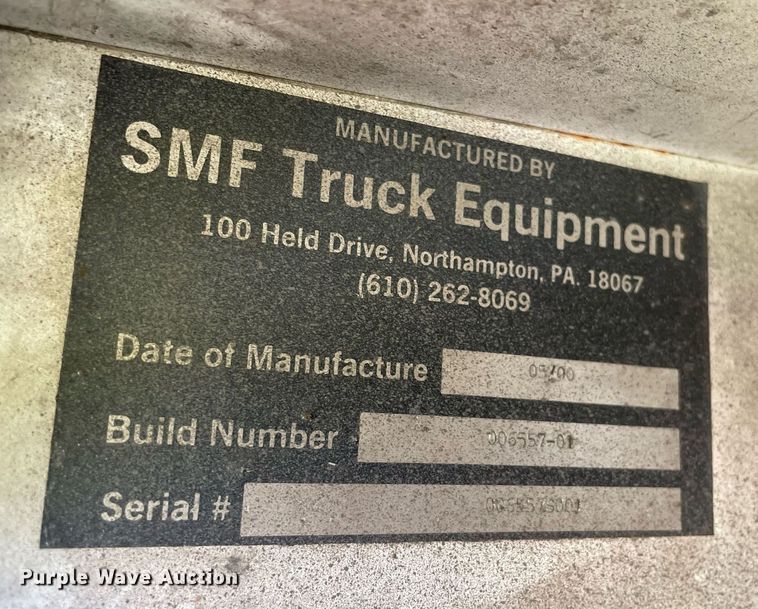 MANUFACTURED BY
SMF Truck Equipment
100 Held Drive, Northampton, PA. 18067
(610) 262-8069
Date of Manufacture 05/00
Build Number 006557-01
Serial #
Purple Wave Auction